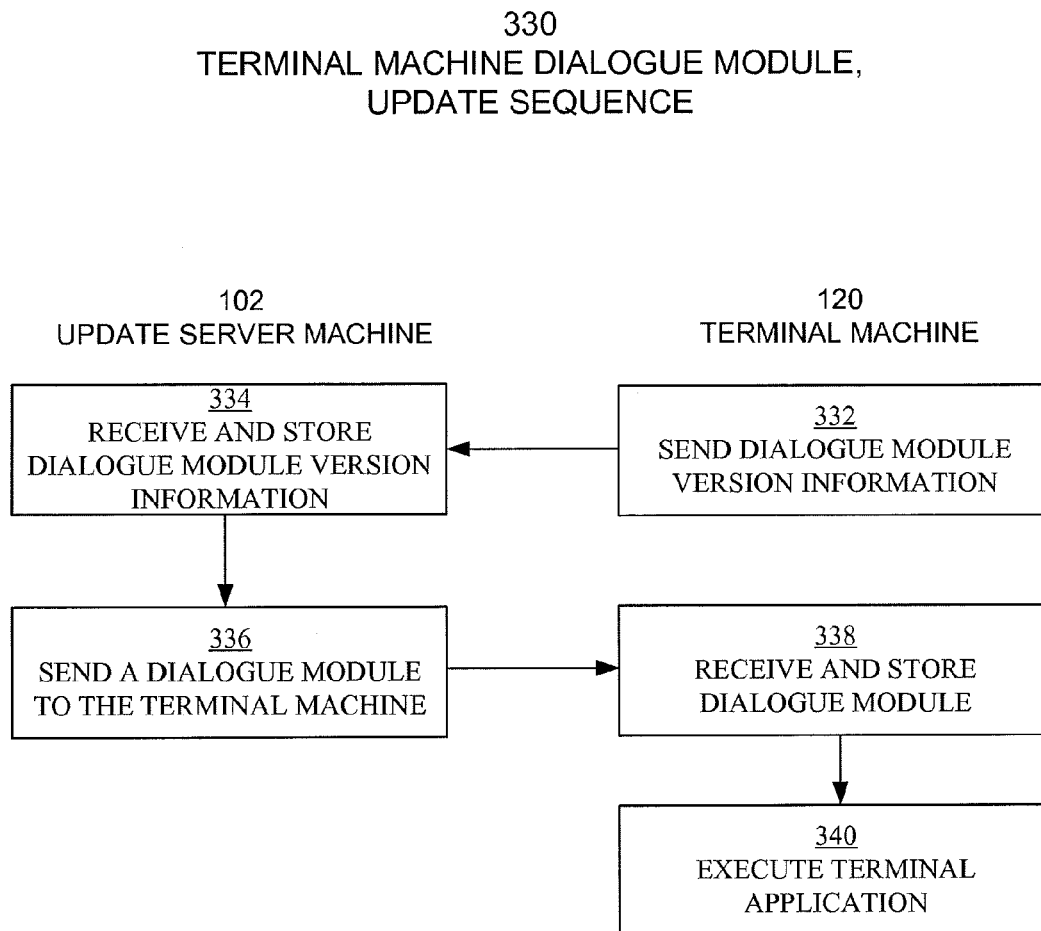 330
TERMINAL MACHINE DIALOGUE MODULE,
UPDATE SEQUENCE
102
UPDATE SERVER MACHINE
120
TERMINAL MACHINE
334
RECEIVE AND STORE
DIALOGUE MODULE VERSION
INFORMATION
332
SEND DIALOGUE MODULE
VERSION INFORMATION
336
SEND A DIALOGUE MODULE
TO THE TERMINAL MACHINE
338
RECEIVE AND STORE
DIALOGUE MODULE
340
EXECUTE TERMINAL
APPLICATION